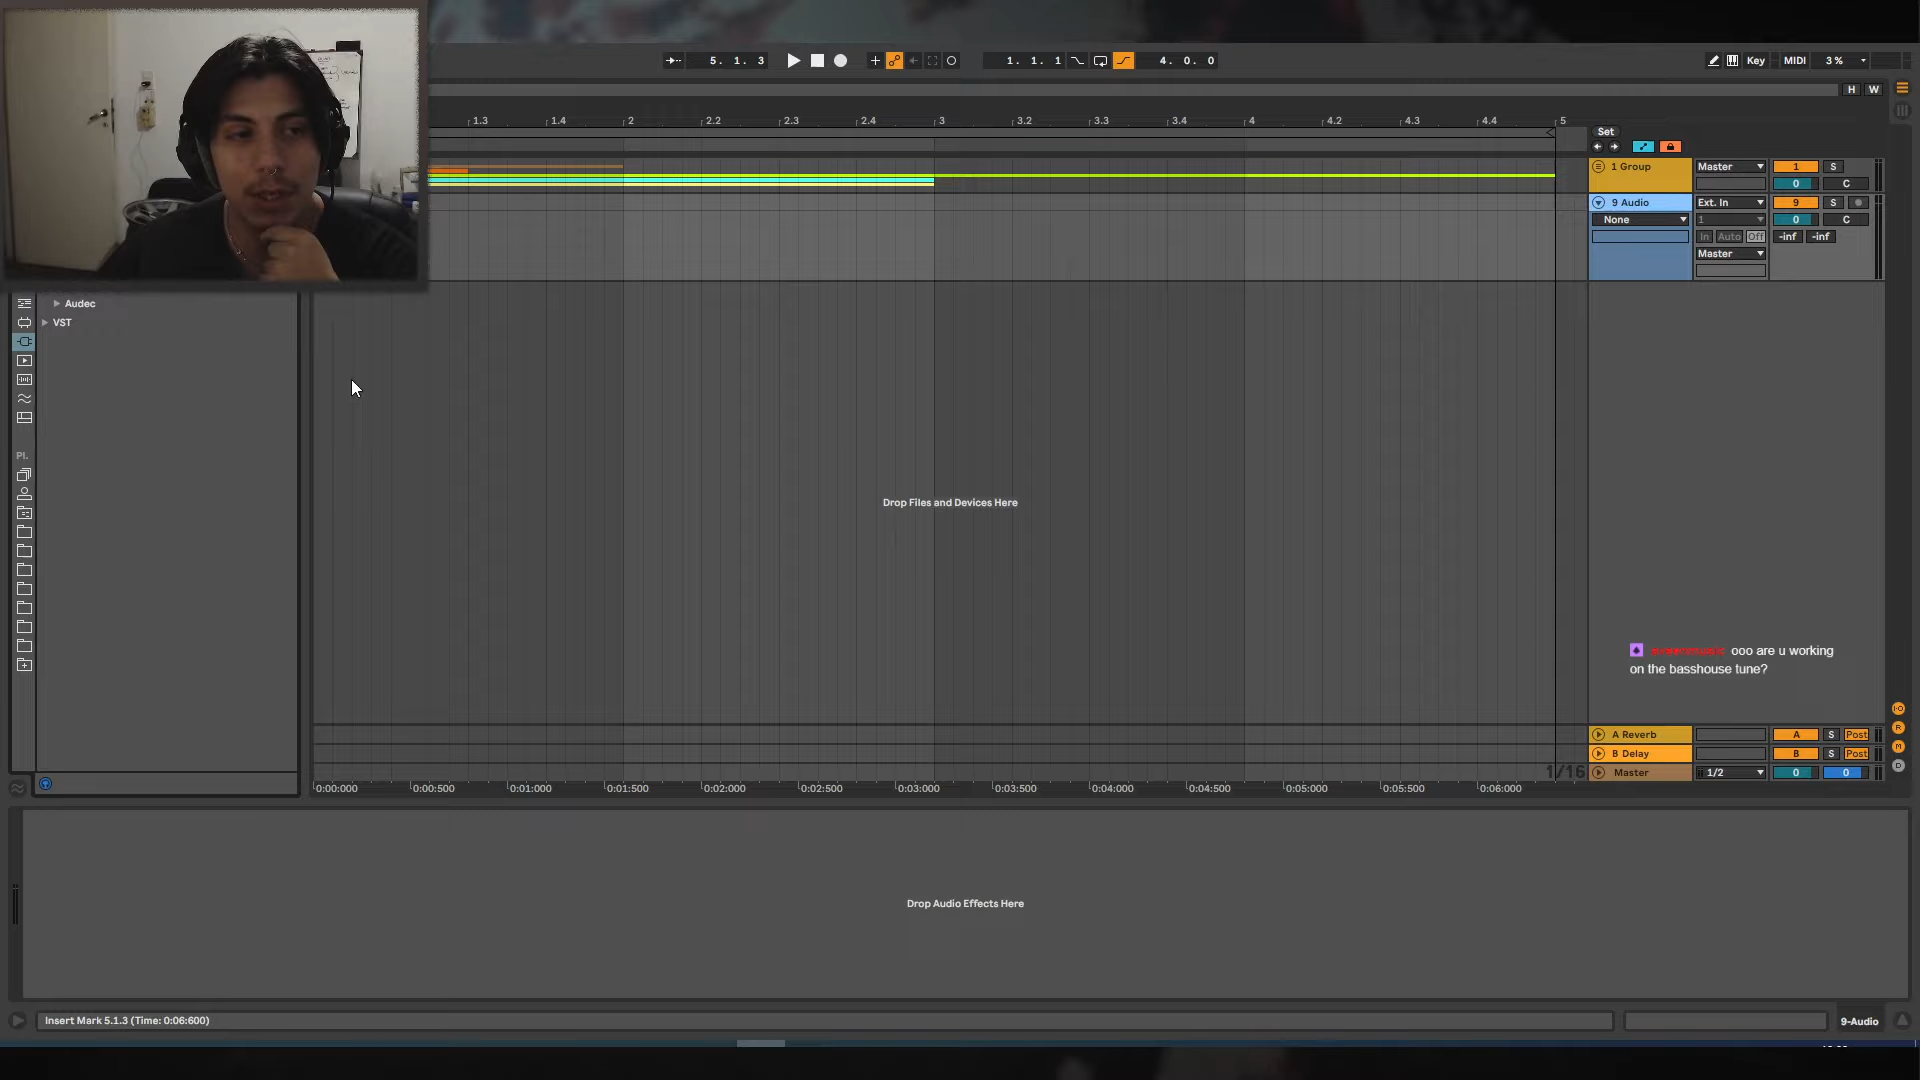 5. 1. 3
1. 1. 1
4. 0. 0
Key
MIDI
3 %
H
W
1.3
1.4
2
2.2
2.3
2.4
3
3.2
3.3
3.4
4
4.2
4.3
4.4
5
Set
1 Group
Master
1
S
0
C
9 Audio
Ext. In
9
S
None
1
0
C
In
Auto
Off
-inf
-inf
Master
Audec
VST
Pl.
Drop Files and Devices Here
ooo are u working
on the basshouse tune?
A Reverb
A
S
Post
B Delay
B
S
Post
1/16
Master
1/2
0
0
0:00:000
0:00:500
0:01:000
0:01:500
0:02:000
0:02:500
0:03:000
0:03:500
0:04:000
0:04:500
0:05:000
0:05:500
0:06:000
Drop Audio Effects Here
Insert Mark 5.1.3 (Time: 0:06:600)
9-Audio